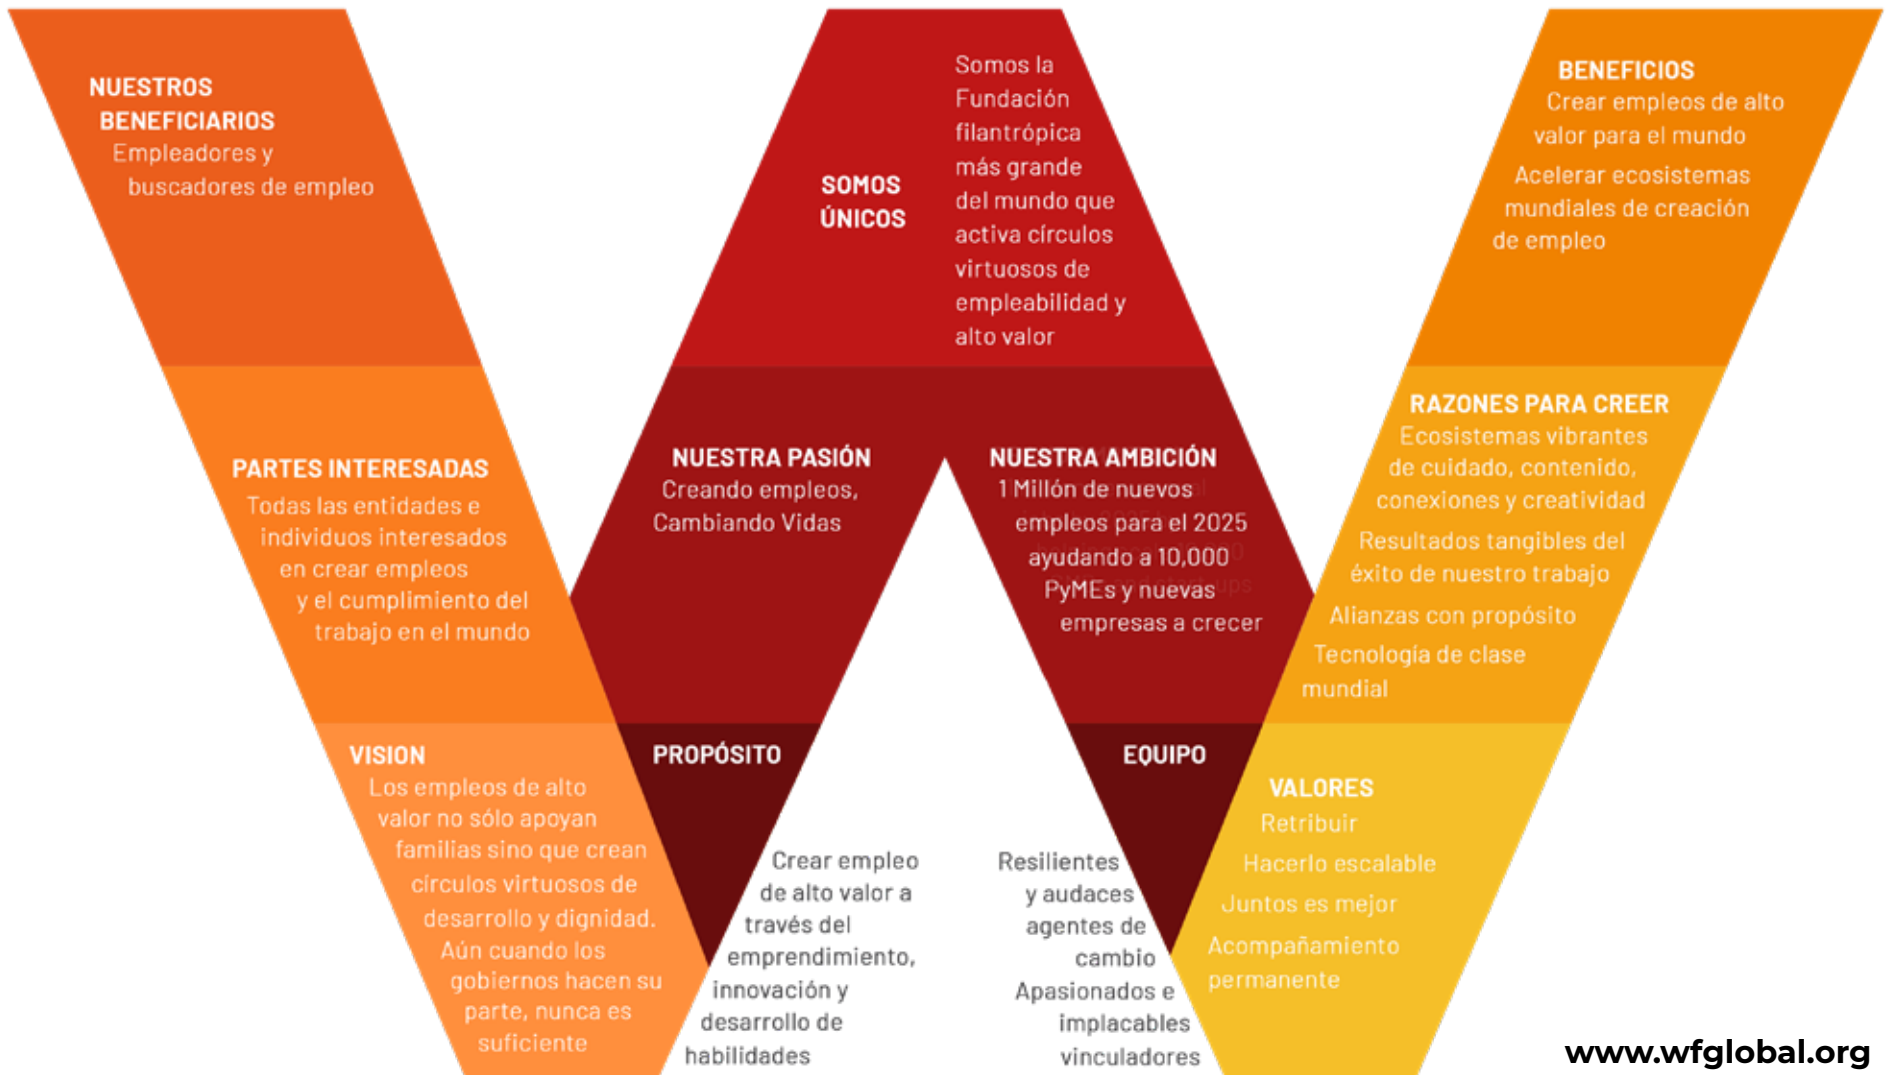 NUESTROS
BENEFICIARIOS
Empleadores y
buscadores de empleo
PARTES INTERESADAS
Todas las entidades e
individuos interesados
en crear empleos
y el cumplimiento del
trabajo en el mundo
VISION
Los empleos de alto
valor no sólo apoyan
familias sino que crean
círculos virtuosos de
desarrollo y dignidad.
Aún cuando los
gobiernos hacen su
parte, nunca es
suficiente
SOMOS
ÚNICOS
Somos la
Fundación
filantrópica
más grande
del mundo que
activa círculos
virtuosos de
empleabilidad y
alto valor
NUESTRA PASIÓN
Creando empleos,
Cambiando Vidas
PROPÓSITO
Crear empleo
de alto valor a
través del
emprendimiento,
innovación y
desarrollo de
habilidades
NUESTRA AMBICIÓN
1 Millón de nuevos
empleos para el 2025
ayudando a 10,000
PyMEs y nuevas
empresas a crecer
EQUIPO
Resilientes
y audaces
agentes de
cambio
Apasionados e
implacables
vinculadores
BENEFICIOS
Crear empleos de alto
valor para el mundo
Acelerar ecosistemas
mundiales de creación
de empleo
RAZONES PARA CREER
Ecosistemas vibrantes
de cuidado, contenido,
conexiones y creatividad
Resultados tangibles del
éxito de nuestro trabajo
Alianzas con propósito
Tecnología de clase
mundial
VALORES
Retribuir
Hacerlo escalable
Juntos es mejor
Acompañamiento
permanente
www.wfglobal.org